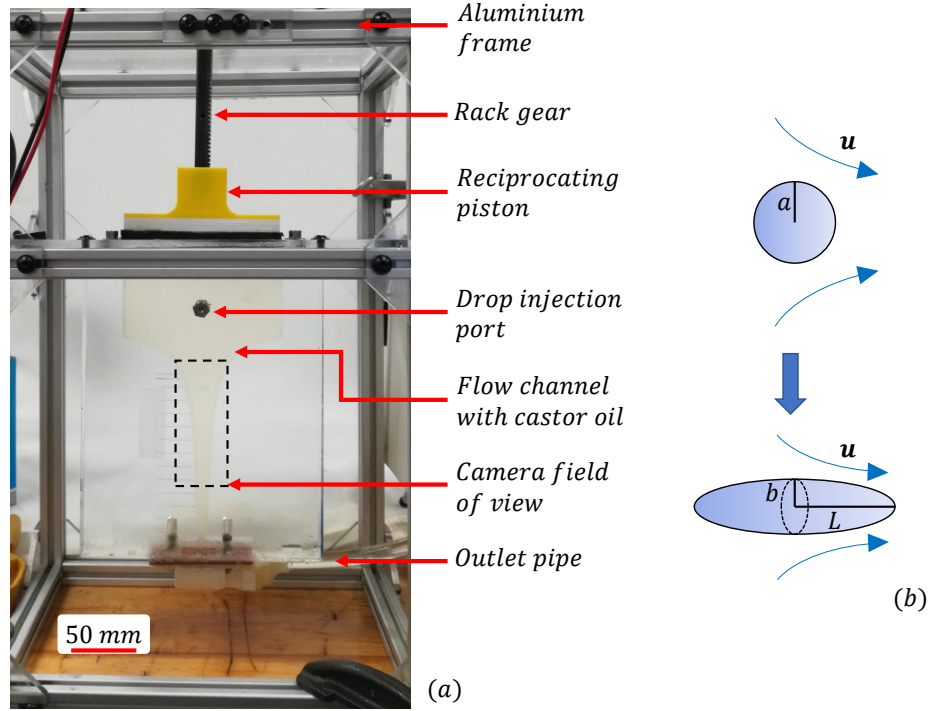 Aluminium
frame
Rack gear
Reciprocating
piston
Drop injection
port
Flow channel
with castor oil
Camera field
of view
Outlet pipe
50 mm
(a)
u
a
u
b
L
(b)